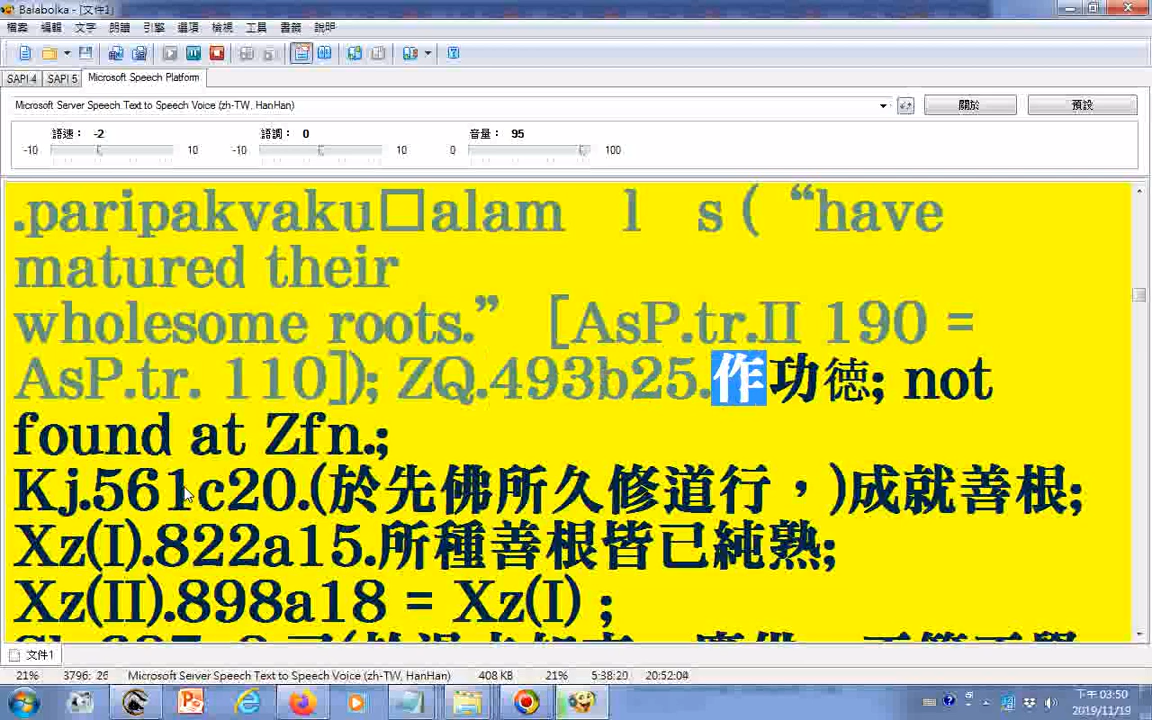 Balabolka - [文件1]
檔案 編輯 文字 朗讀 引擎 選項 檢視 工具 書籤 說明
SAPI 4 SAPI 5 Microsoft Speech Platform
Microsoft Server Speech Text to Speech Voice (zh-TW, HanHan) 關於 預設
語速： -2 語調： 0 音量： 95
-10 10 -10 10 0 100
.paripakvaku□alam l s ( “have
matured their
wholesome roots.” [AsP.tr.II 190 =
AsP.tr. 110]); ZQ.493b25.作功德; not
found at Zfn.;
Kj.561c20.(於先佛所久修道行，)成就善根;
Xz(I).822a15.所種善根皆已純熟;
Xz(II).898a18 = Xz(I) ;
文件1
21% 3796: 26 Microsoft Server Speech Text to Speech Voice (zh-TW, HanHan) 408 KB 21% 5:38:20 20:52:04
下午 03:50
2019/11/19